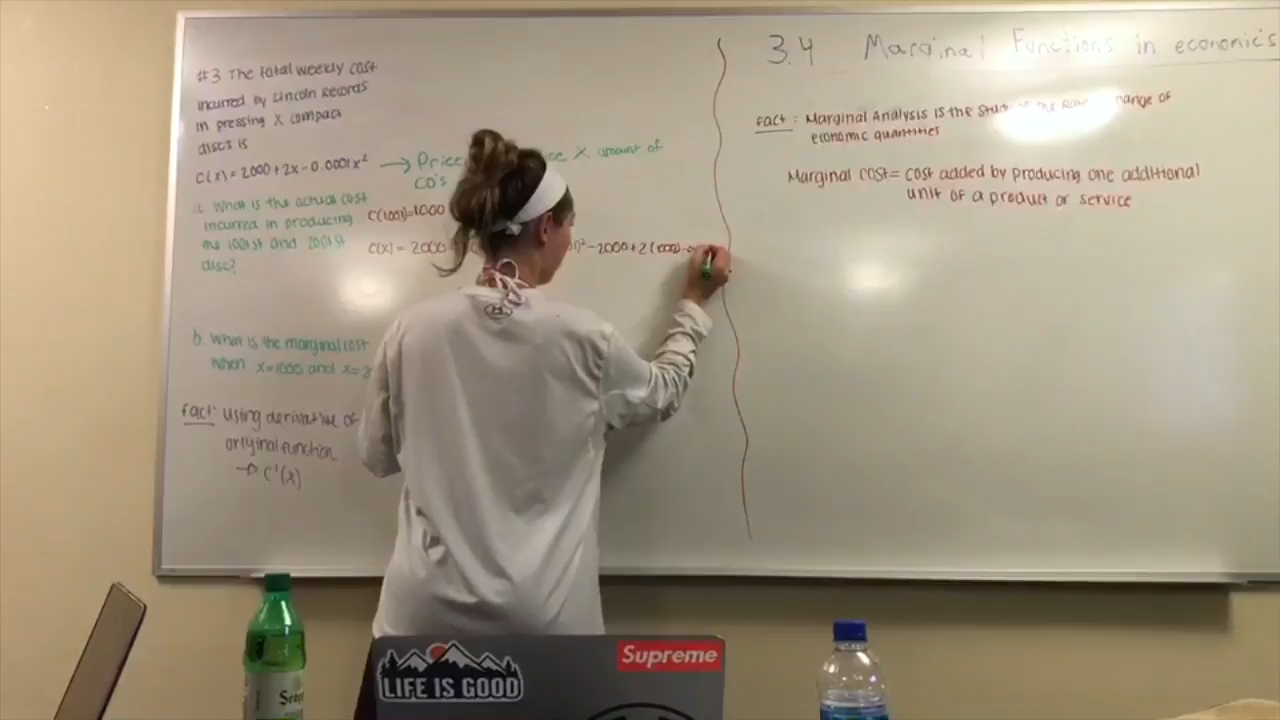 #3 The total weekly cost
incurred by Lincoln Records
in pressing x compact
discs is
C(x) = 2000 + 2x - 0.0001x² → Price x amount of
CD's
a. What is the actual cost
incurred in producing
the 1001st and 2001st
disc?
C(1001)-1000
C(x) = 2000 )² - 2000 + 2(1000)
b. What is the marginal cost
when x=1000 and x=
Fact: using derivative of
original function
→ C'(x)
3.4 Marginal Functions in economics
Fact: Marginal Analysis is the Study of the Rate change of
economic quantities
Marginal cost = cost added by producing one additional
unit of a product or service
LIFE IS GOOD
Supreme